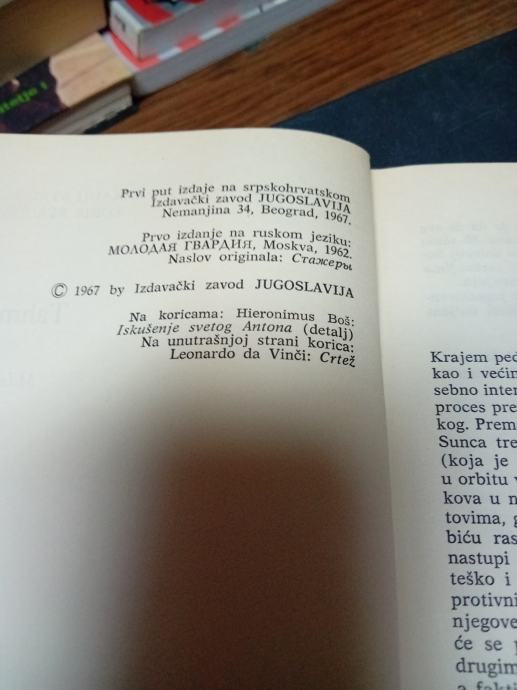 Prvi put izdaje na srpskohrvatskom
Izdavački zavod JUGOSLAVIJA
Nemanjina 34, Beograd, 1967.
Prvo izdanje na ruskom jeziku:
МОЛОДАЯ ГВАРДИЯ, Moskva, 1962.
Naslov originala: Стажеры
© 1967 by Izdavački zavod JUGOSLAVIJA
Na koricama: Hieronimus Boš:
Iskušenje svetog Antona (detalj)
Na unutrašnjoj strani korica:
Leonardo da Vinči: Crtež
Krajem
kao i većin
sebno inter
proces pre
kog. Prem
Sunca tre
(koja je
u orbitu
kova u n
tovima,
biću ras
nastupi
teško i
protivni
njegove
će se
drugim